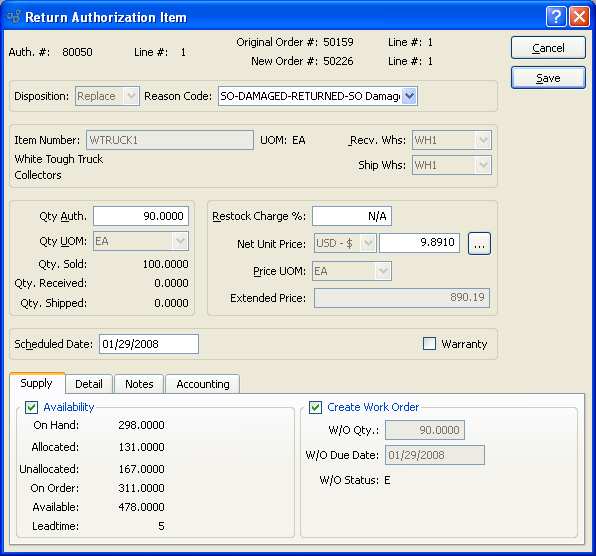 Return Authorization Item
Auth. #: 80050 Line #: 1
Original Order #: 50159 Line #: 1
New Order #: 50226 Line #: 1
Cancel
Save
Disposition: Replace Reason Code: SO-DAMAGED-RETURNED-SO Damag
Item Number: WTRUCK1 UOM: EA Recv. Whs: WH1
White Tough Truck
Collectors
Ship Whs: WH1
Qty Auth. 90.0000
Qty UOM: EA
Qty. Sold: 100.0000
Qty. Received: 0.0000
Qty. Shipped: 0.0000
Restock Charge %: N/A
Net Unit Price: USD - $ 9.8910 ...
Price UOM: EA
Extended Price: 890.19
Scheduled Date: 01/29/2008 Warranty
Supply Detail Notes Accounting
Availability
On Hand: 298.0000
Allocated: 131.0000
Unallocated: 167.0000
On Order: 311.0000
Available: 478.0000
Leadtime: 5
Create Work Order
W/O Qty.: 90.0000
W/O Due Date: 01/29/2008
W/O Status: E